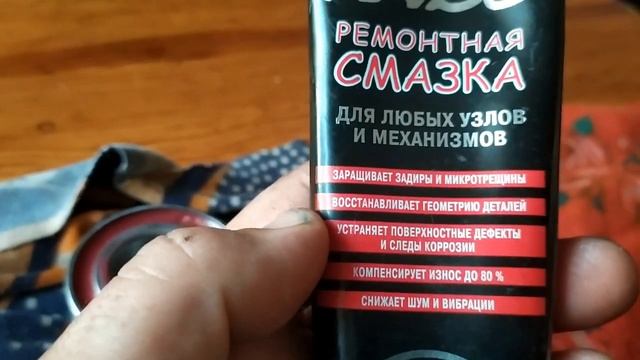 РЕМОНТНАЯ
СМАЗКА
ДЛЯ ЛЮБЫХ УЗЛОВ
И МЕХАНИЗМОВ
ЗАРАЩИВАЕТ ЗАДИРЫ И МИКРОТРЕЩИНЫ
ВОССТАНАВЛИВАЕТ ГЕОМЕТРИЮ ДЕТАЛЕЙ
УСТРАНЯЕТ ПОВЕРХНОСТНЫЕ ДЕФЕКТЫ
И СЛЕДЫ КОРРОЗИИ
КОМПЕНСИРУЕТ ИЗНОС ДО 80 %
СНИЖАЕТ ШУМ И ВИБРАЦИИ